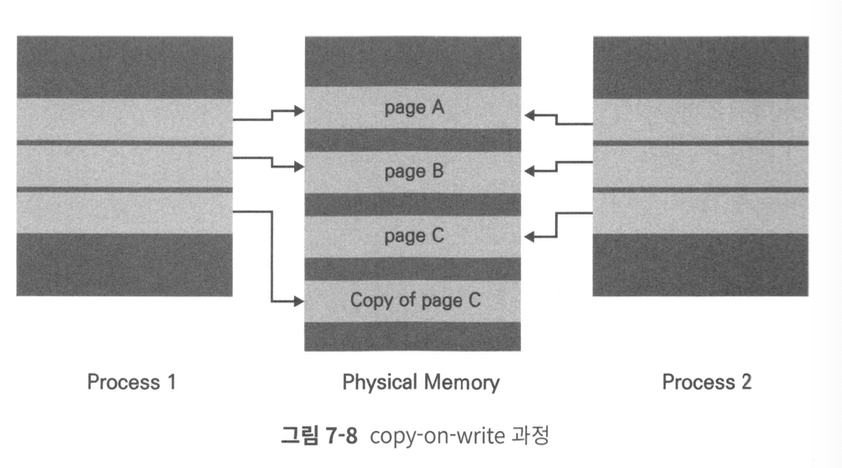 page A
page B
page C
Copy of page C
Process 1
Physical Memory
Process 2
그림 7-8 copy-on-write 과정